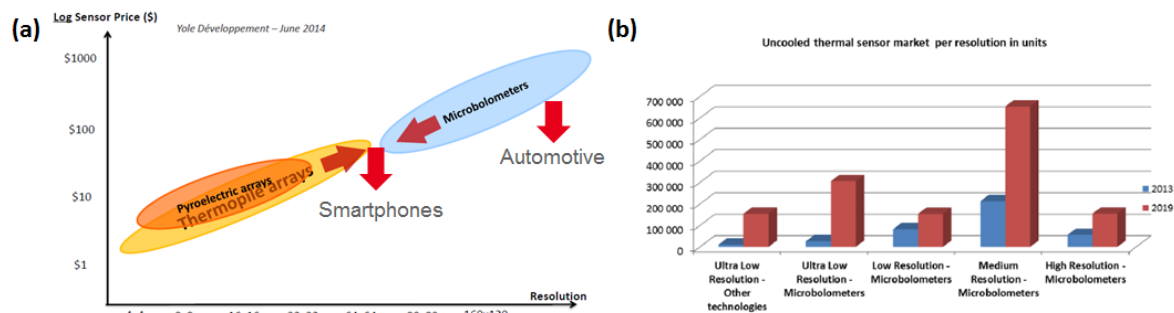 (a)
Log Sensor Price ($)
Yole Développement – June 2014
$1000
$100
$10
$1
Microbolometers
Pyroelectric arrays
Thermopile arrays
Automotive
Smartphones
Resolution
(b)
Uncooled thermal sensor market per resolution in units
700 000
600 000
500 000
400 000
300 000
200 000
100 000
0
2013
2019
Ultra Low
Resolution -
Other
technologies
Ultra Low
Resolution -
Microbolometers
Low Resolution -
Microbolometers
Medium
Resolution -
Microbolometers
High Resolution -
Microbolometers